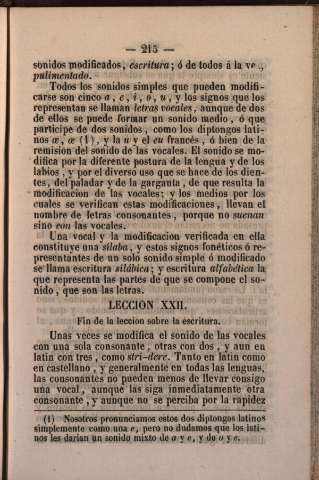 — 215 —
sonidos modificados, escritura; ó de todos á la
pulimentado.
Todos los sonidos simples que pueden modifi-
carse son cinco a, e, i, o, u, y los signos que los
representan se llaman letras vocales, aunque de dos
de ellos se puede formar un sonido medio, ó que
participe de dos sonidos, como los diptongos lati-
nos æ, œ (1), y la u y el eu francés, ó bien de la
remision del sonido de las vocales. El sonido se mo-
difica por la diferente postura de la lengua y de los
labios, y por el diverso uso que se hace de los dien-
tes, del paladar y de la garganta, de que resulta la
modificacion de las vocales; y los medios por los
cuales se verifican estas modificaciones, llevan el
nombre de letras consonantes, porque no suenan
sino con las vocales.
Una vocal y la modificacion verificada en ella
constituye una sílaba, y estos signos fonéticos ó re-
presentantes de un solo sonido simple ó modificado
se llama escritura silábica; y escritura alfabética la
que representa las partes de que se compone el so-
nido, que son las letras.
LECCION XXII.
Fin de la leccion sobre la escritura.
Unas veces se modifica el sonido de las vocales
con una sola consonante, otras con dos, y aun en
latin con tres, como stri-dere. Tanto en latin como
en castellano, y generalmente en todas las lenguas,
las consonantes no pueden menos de llevar consigo
una vocal, aunque las siga inmediatamente otra
consonante, y aunque no se perciba por la rapidez
(1) Nosotros pronunciamos estos dos diptongos latinos
simplemente como una e, pero no dudamos que los lati-
nos les darian un sonido mixto de a y e, y de o y e.